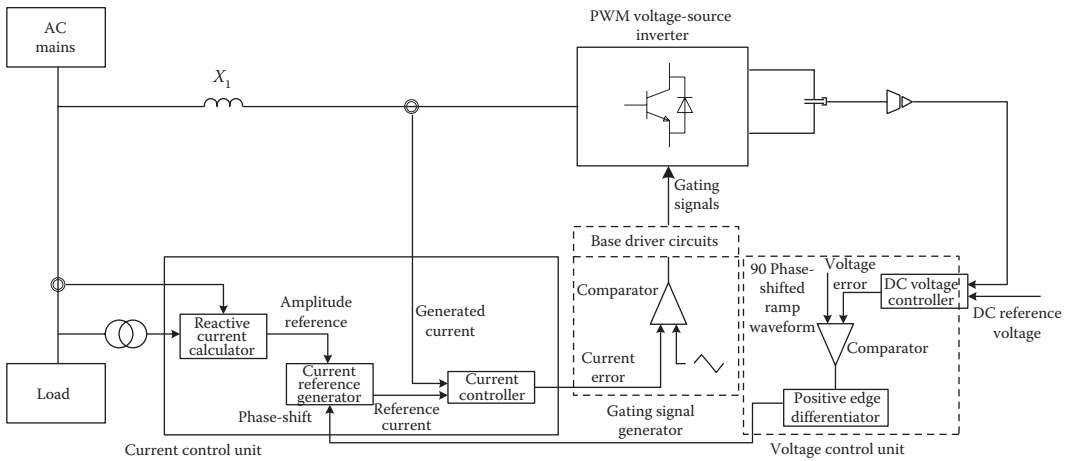 AC
mains
X1
PWM voltage-source
inverter
Gating
signals
Base driver circuits
Comparator
90 Phase-
shifted
ramp
waveform
Voltage
error
DC voltage
controller
DC reference
voltage
Comparator
Positive edge
differentiator
Voltage control unit
Amplitude
reference
Generated
current
Reactive
current
calculator
Current
reference
generator
Phase-shift
Reference
current
Current
controller
Current
error
Gating signal
generator
Load
Current control unit